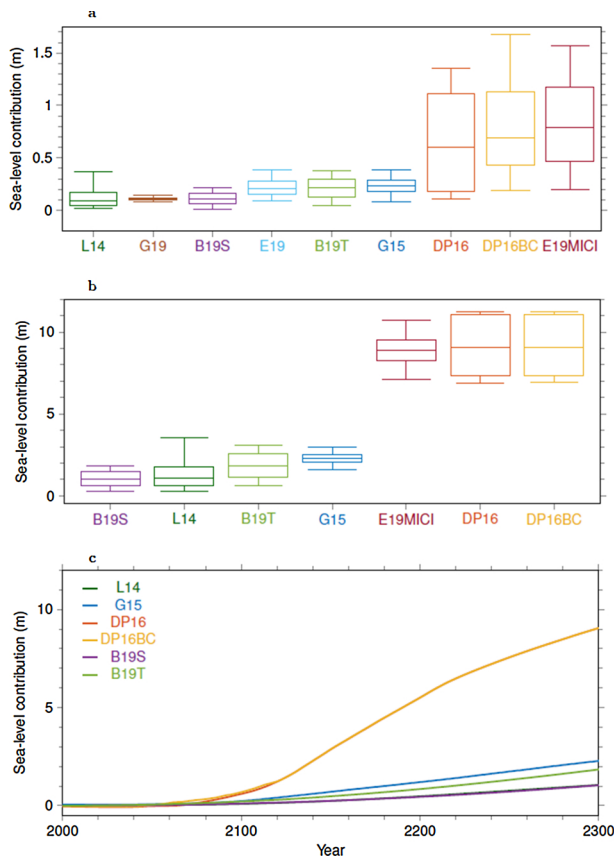 a
Sea-level contribution (m)
1.5
1
0.5
0
L14 G19 B19S E19 B19T G15 DP16 DP16BC E19MICI
b
Sea-level contribution (m)
10
5
0
B19S L14 B19T G15 E19MICI DP16 DP16BC
c
Sea-level contribution (m)
10
5
0
L14
G15
DP16
DP16BC
B19S
B19T
2000 2100 2200 2300
Year